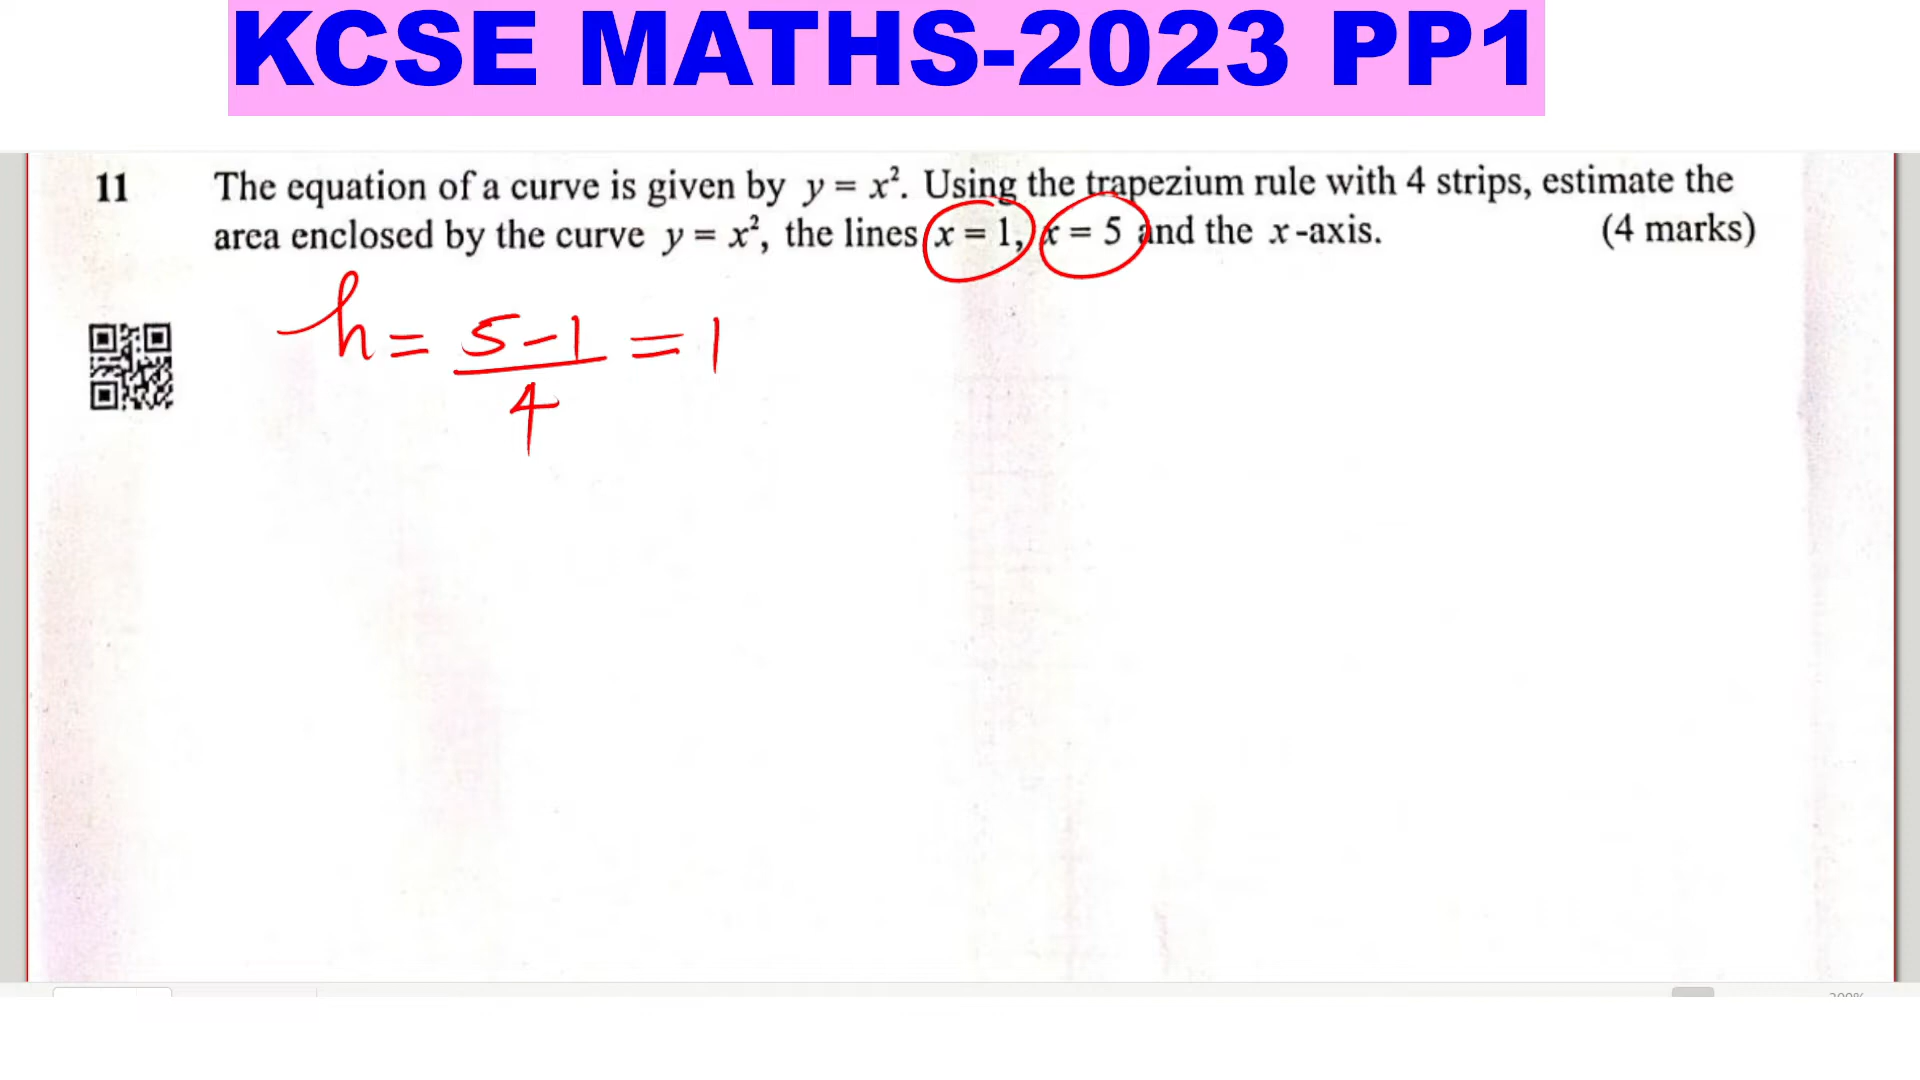 KCSE MATHS-2023 PP1
11 The equation of a curve is given by y = x². Using the trapezium rule with 4 strips, estimate the
area enclosed by the curve y = x², the lines x = 1, x = 5 and the x-axis. (4 marks)
h = 5-1/4 = 1